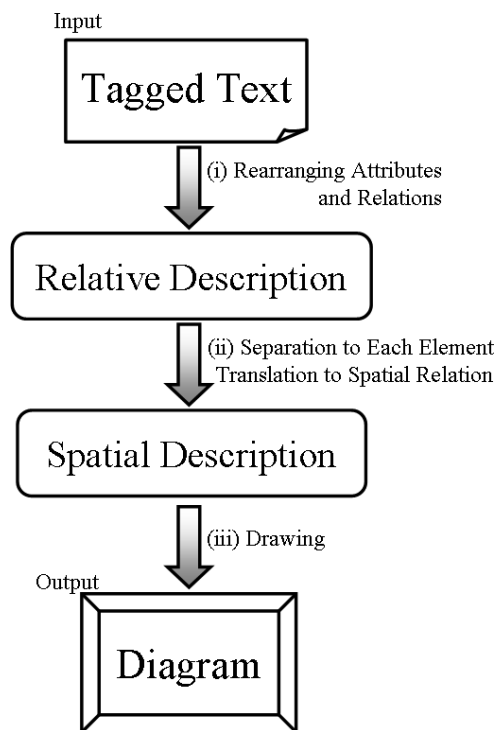 Input
Tagged Text
(i) Rearranging Attributes
and Relations
Relative Description
(ii) Separation to Each Element
Translation to Spatial Relation
Spatial Description
(iii) Drawing
Output
Diagram